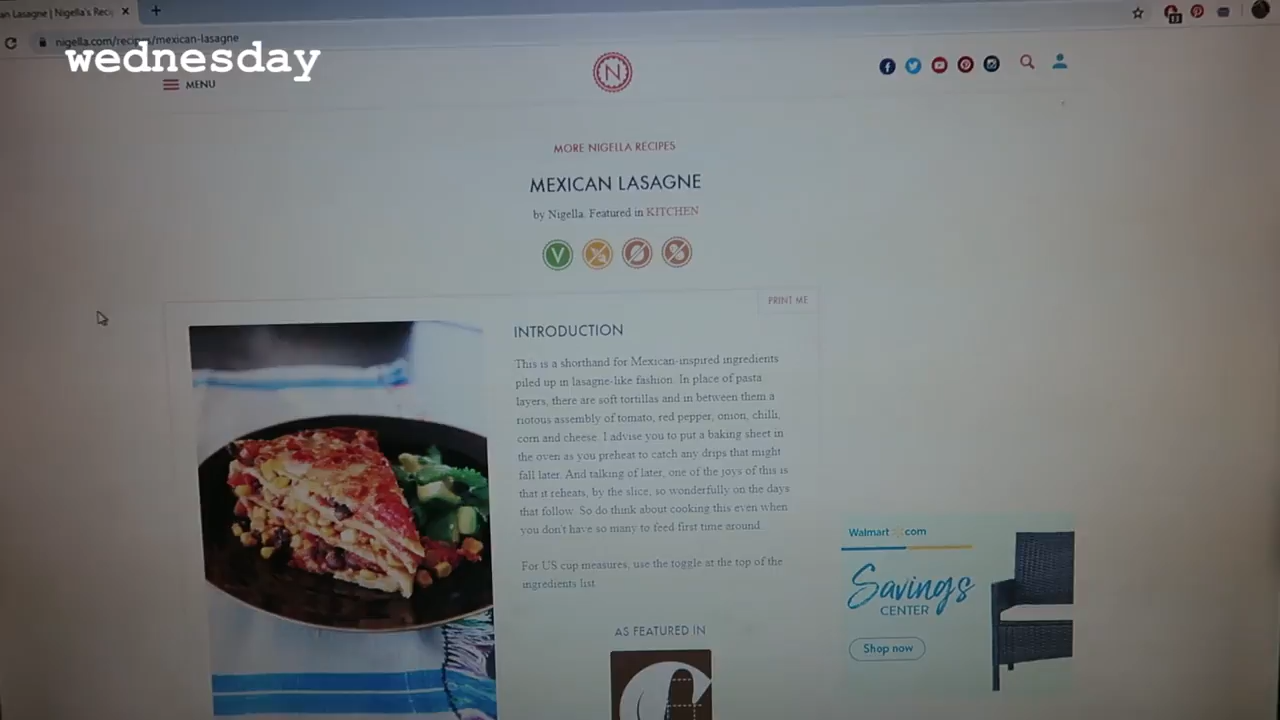 an Lasagne | Nigella's Reci
nigella.com/recipes/mexican-lasagne
wednesday
MENU
N
MORE NIGELLA RECIPES
MEXICAN LASAGNE
by Nigella. Featured in KITCHEN
V
PRINT ME
INTRODUCTION
This is a shorthand for Mexican-inspired ingredients
piled up in lasagne-like fashion. In place of pasta
layers, there are soft tortillas and in between them a
riotous assembly of tomato, red pepper, onion, chilli,
corn and cheese. I advise you to put a baking sheet in
the oven as you preheat to catch any drips that might
fall later. And talking of later, one of the joys of this is
that it reheats, by the slice, so wonderfully on the days
that follow. So do think about cooking this even when
you don't have so many to feed first time around.
For US cup measures, use the toggle at the top of the
ingredients list.
AS FEATURED IN
Walmart.com
Savings
CENTER
Shop now